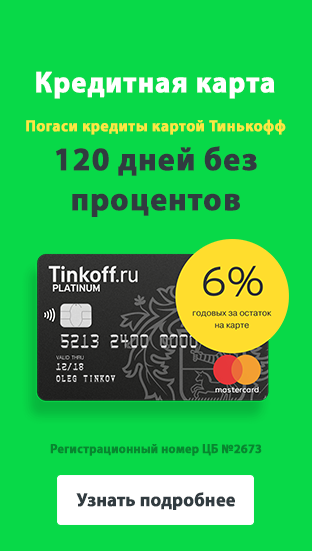 Кредитная карта
Погаси кредиты картой Тинькофф
120 дней без
процентов
Tinkoff.ru
PLATINUM
6%
годовых за остаток
на карте
5213 2400 0000
VALID THRU
12/18
OLEG TINKOV
mastercard
Регистрационный номер ЦБ №2673
Узнать подробнее